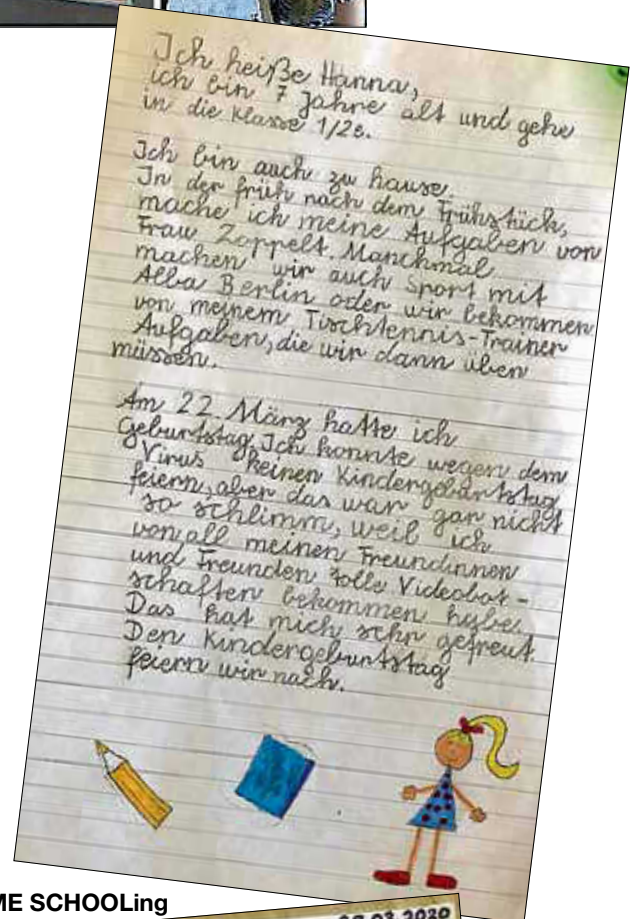 Ich heiße Hanna,
ich bin 7 Jahre alt und gehe
in die Klasse 1/2e.
Ich bin auch zu hause.
In der früh nach dem Frühstück,
mache ich meine Aufgaben von
Frau Zoppelt. Manchmal
machen wir auch Sport mit
Alba Berlin oder wir bekommen
von meinem Tischtennis-Trainer
Aufgaben, die wir dann üben
müssen.
Am 22. März hatte ich
Geburtstag. Ich konnte wegen dem
Virus keinen Kindergeburtstag
feiern, aber das war gar nicht
so schlimm, weil ich
von all meinen Freundinnen
und Freunden tolle Videobot-
schaften bekommen habe.
Das hat mich sehr gefreut.
Den Kindergeburtstag
feiern wir nach.
ME SCHOOLing
03.2020